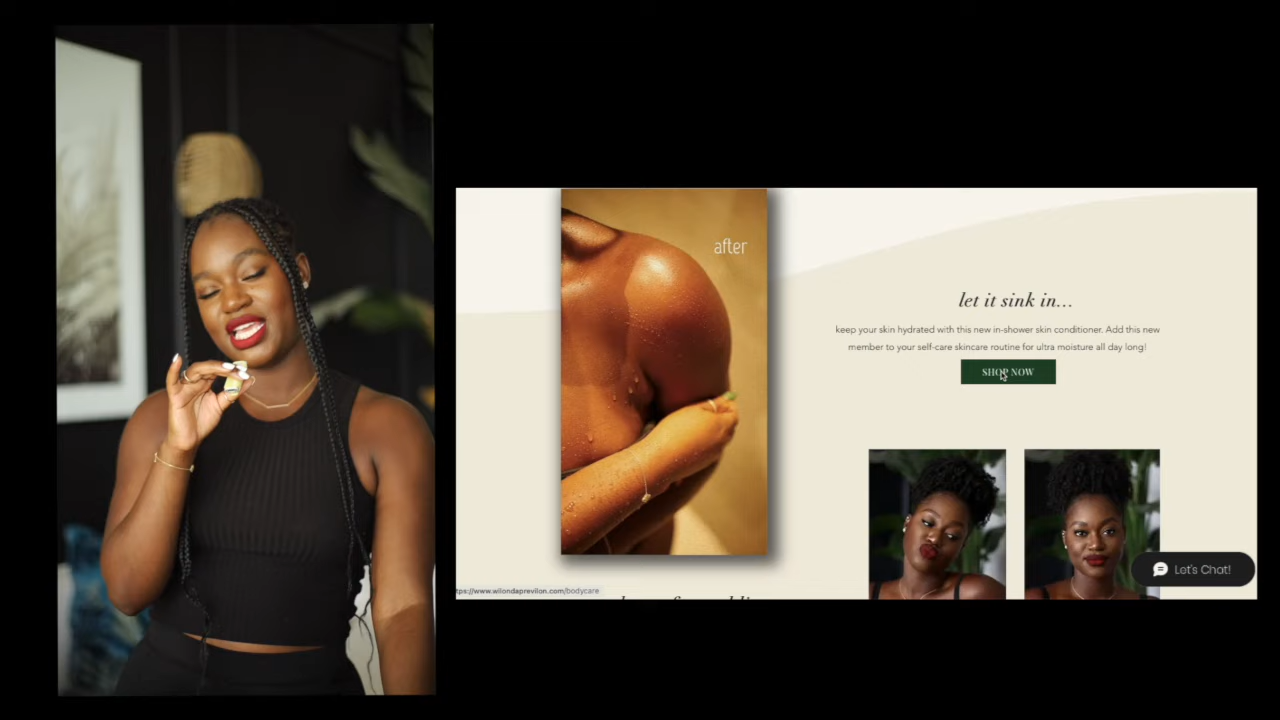 after
let it sink in...
keep your skin hydrated with this new in-shower skin conditioner. Add this new
member to your self-care skincare routine for ultra moisture all day long!
SHOP NOW
Let's Chat!
tps://www.wiiondaprevilon.com/bodycare